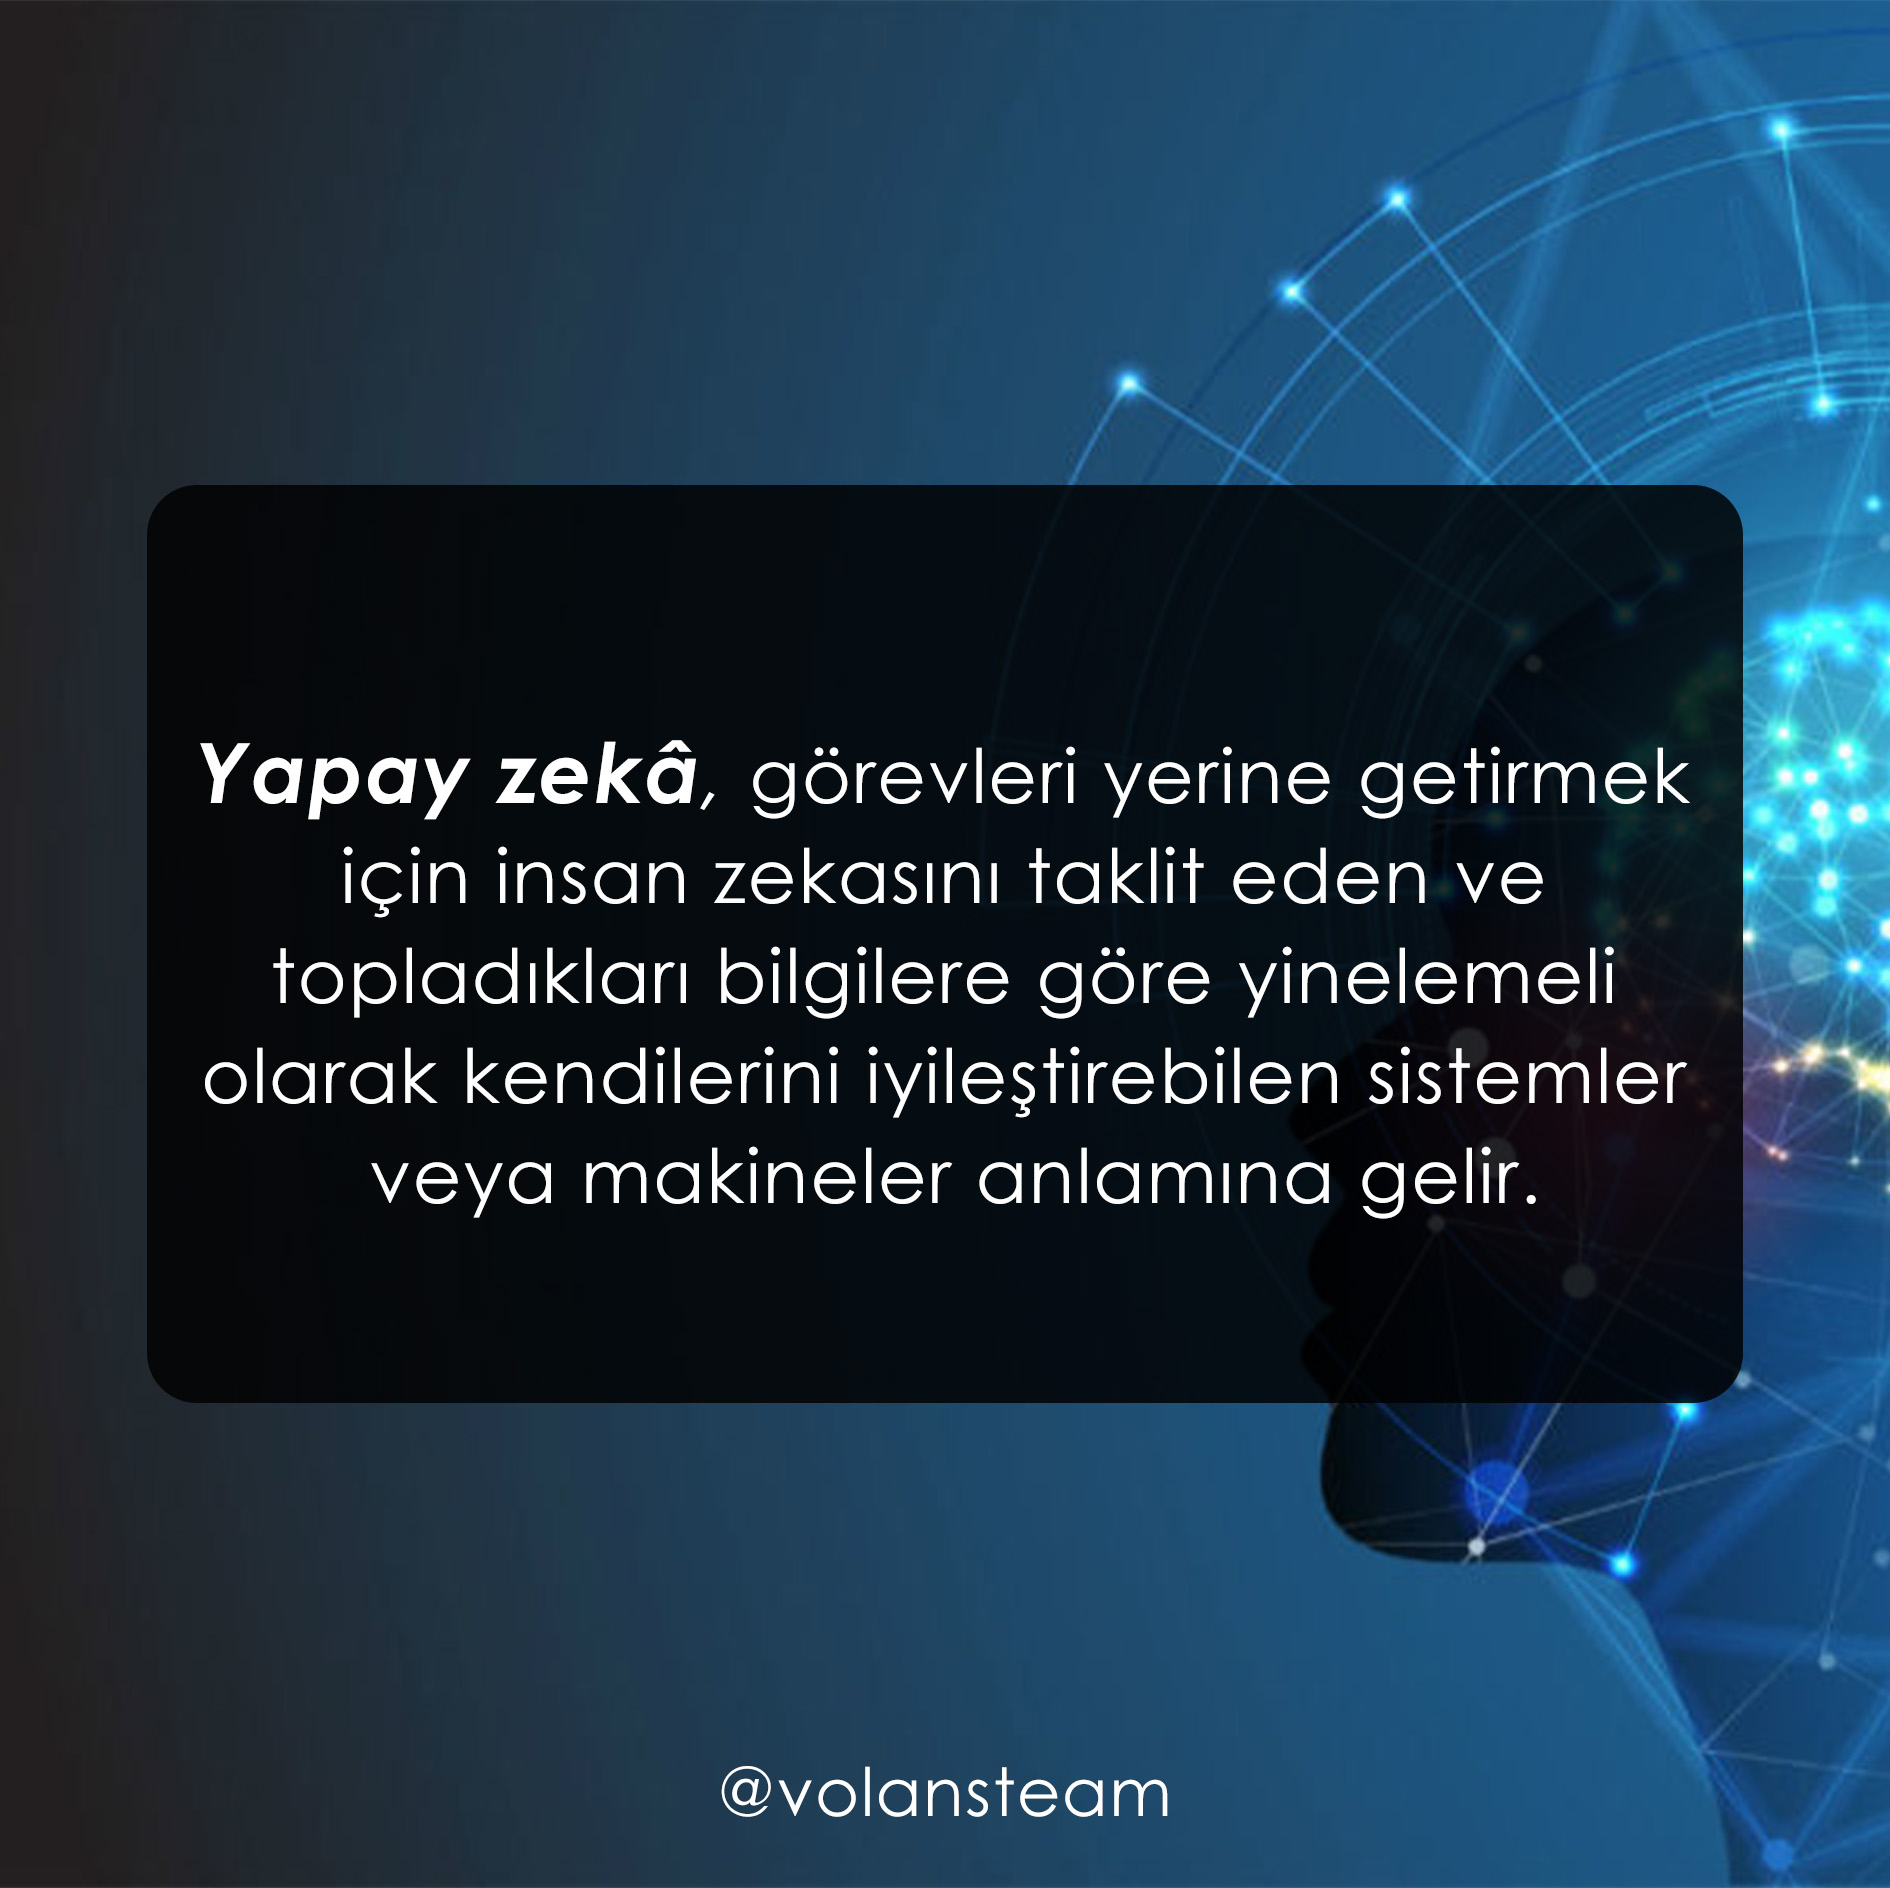 Yapay zekâ, görevleri yerine getirmek
için insan zekasını taklit eden ve
topladıkları bilgilere göre yinelemeli
olarak kendilerini iyileştirebilen sistemler
veya makineler anlamına gelir.
@volansteam